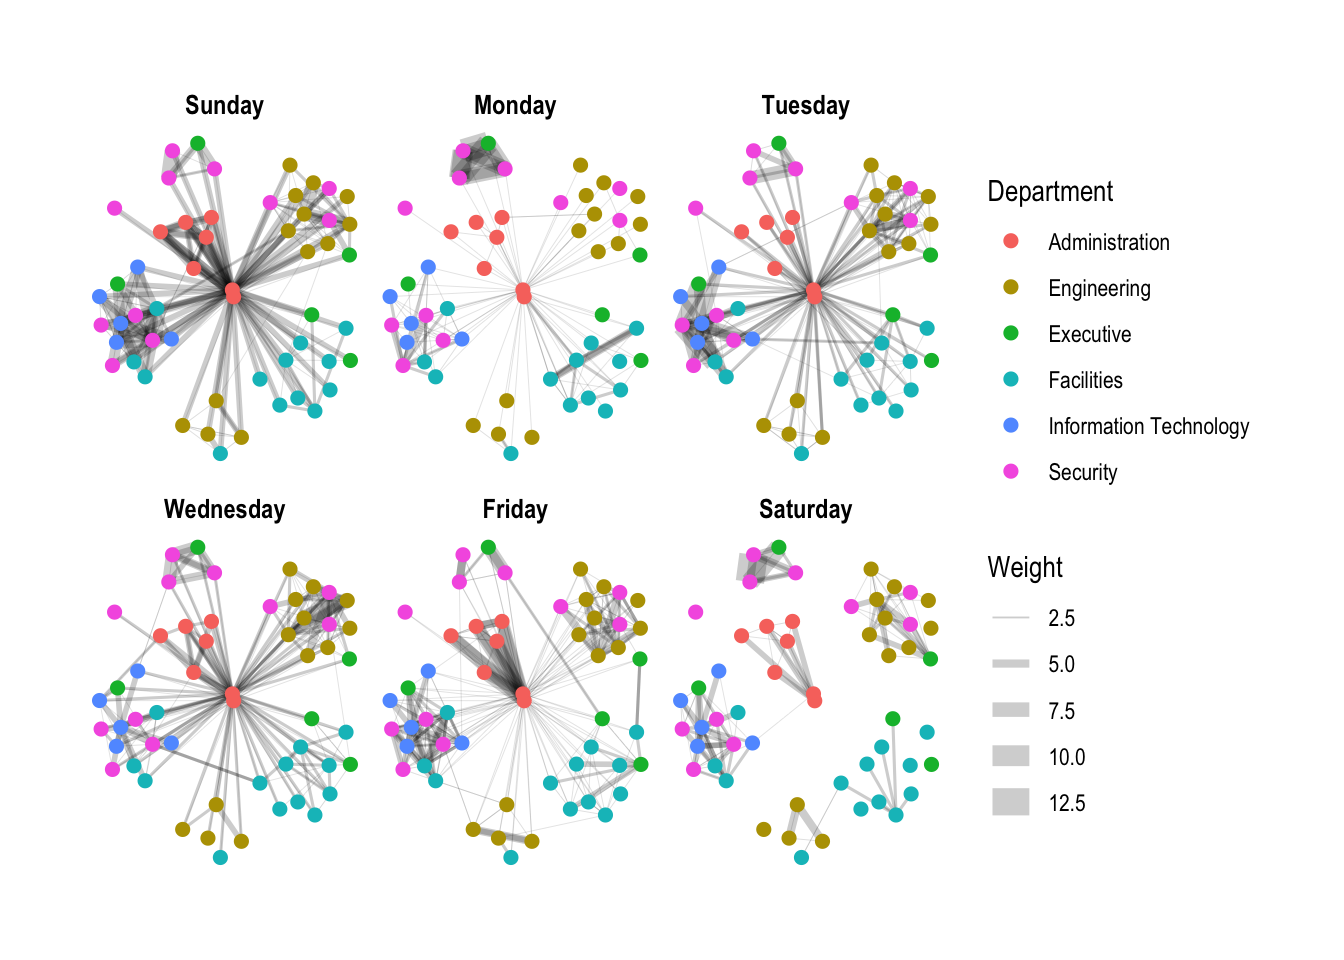 Sunday
Monday
Tuesday
Wednesday
Friday
Saturday
Department
Administration
Engineering
Executive
Facilities
Information Technology
Security
Weight
2.5
5.0
7.5
10.0
12.5